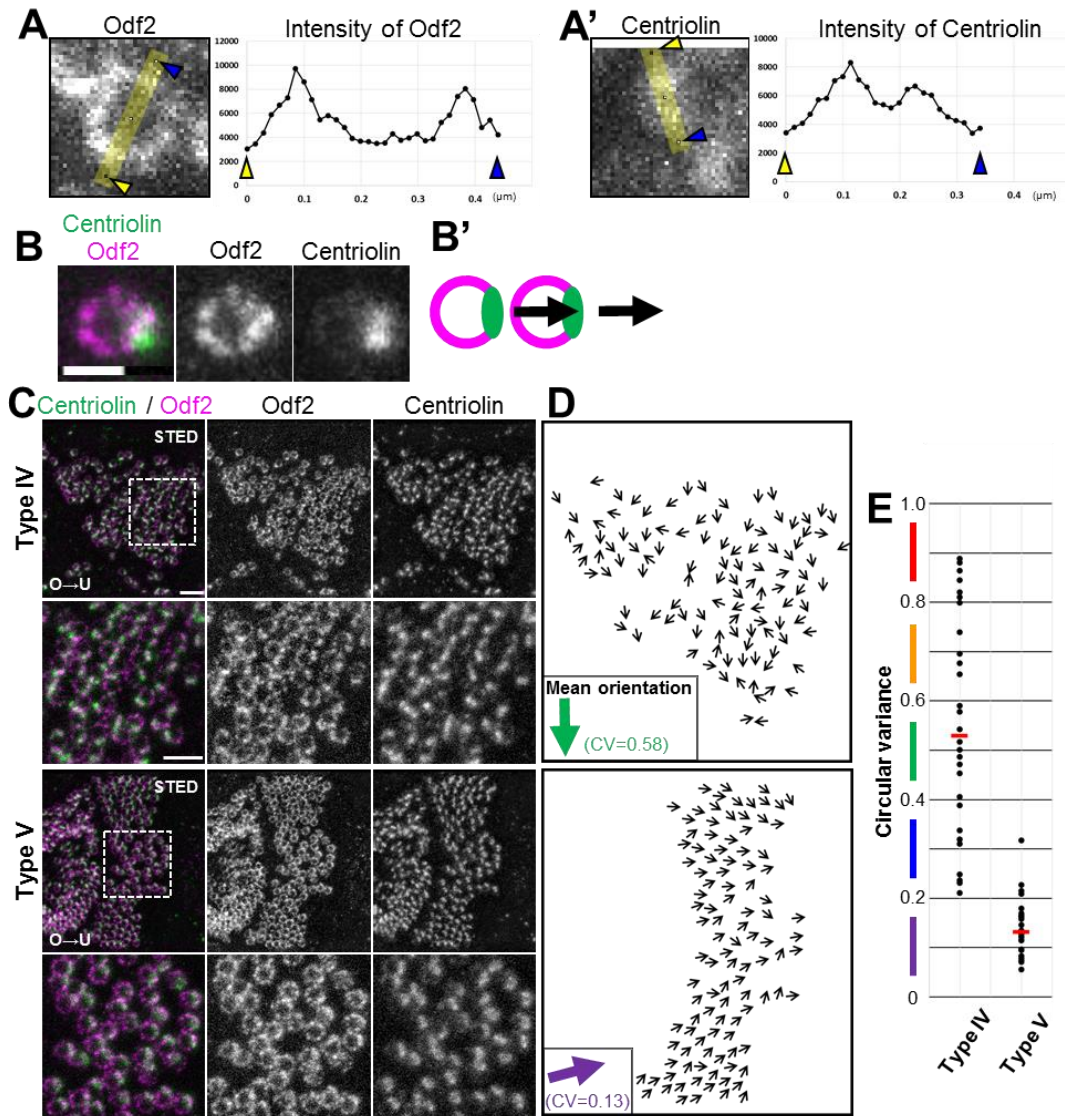 A
Odf2
Intensity of Odf2
12000
10000
8000
6000
4000
2000
0
0 0.1 0.2 0.3 0.4 (μm)
A'
Centriolin
Intensity of Centriolin
10000
8000
6000
4000
2000
0
0 0.1 0.2 0.3 0.4 (μm)
B
Centriolin
Odf2
Odf2
Centriolin
B'
C
Centriolin / Odf2
Odf2
Centriolin
Type IV
STED
O→U
Type V
STED
O→U
D
Mean orientation
(CV=0.58)
(CV=0.13)
E
Circular variance
1.0
0.8
0.6
0.4
0.2
0
Type IV
Type V